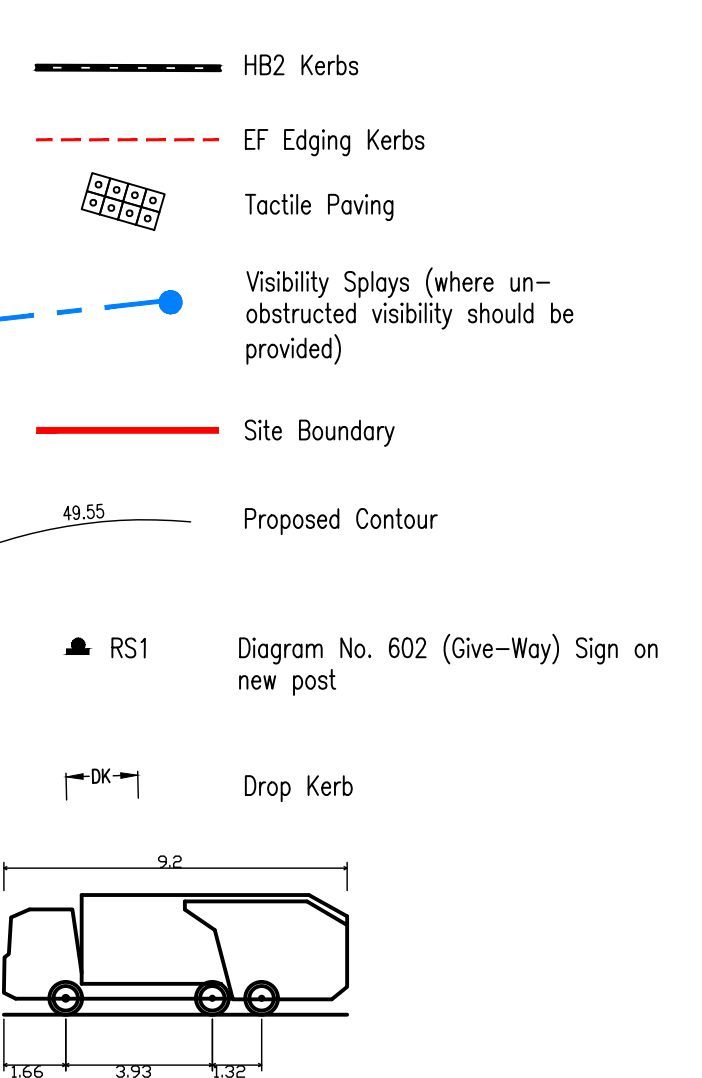 HB2 Kerbs
EF Edging Kerbs
Tactile Paving
Visibility Splays (where un-
obstructed visibility should be
provided)
Site Boundary
49.55
Proposed Contour
RS1
Diagram No. 602 (Give-Way) Sign on
new post
DK
Drop Kerb
9.2
1.66
3.93
1.32